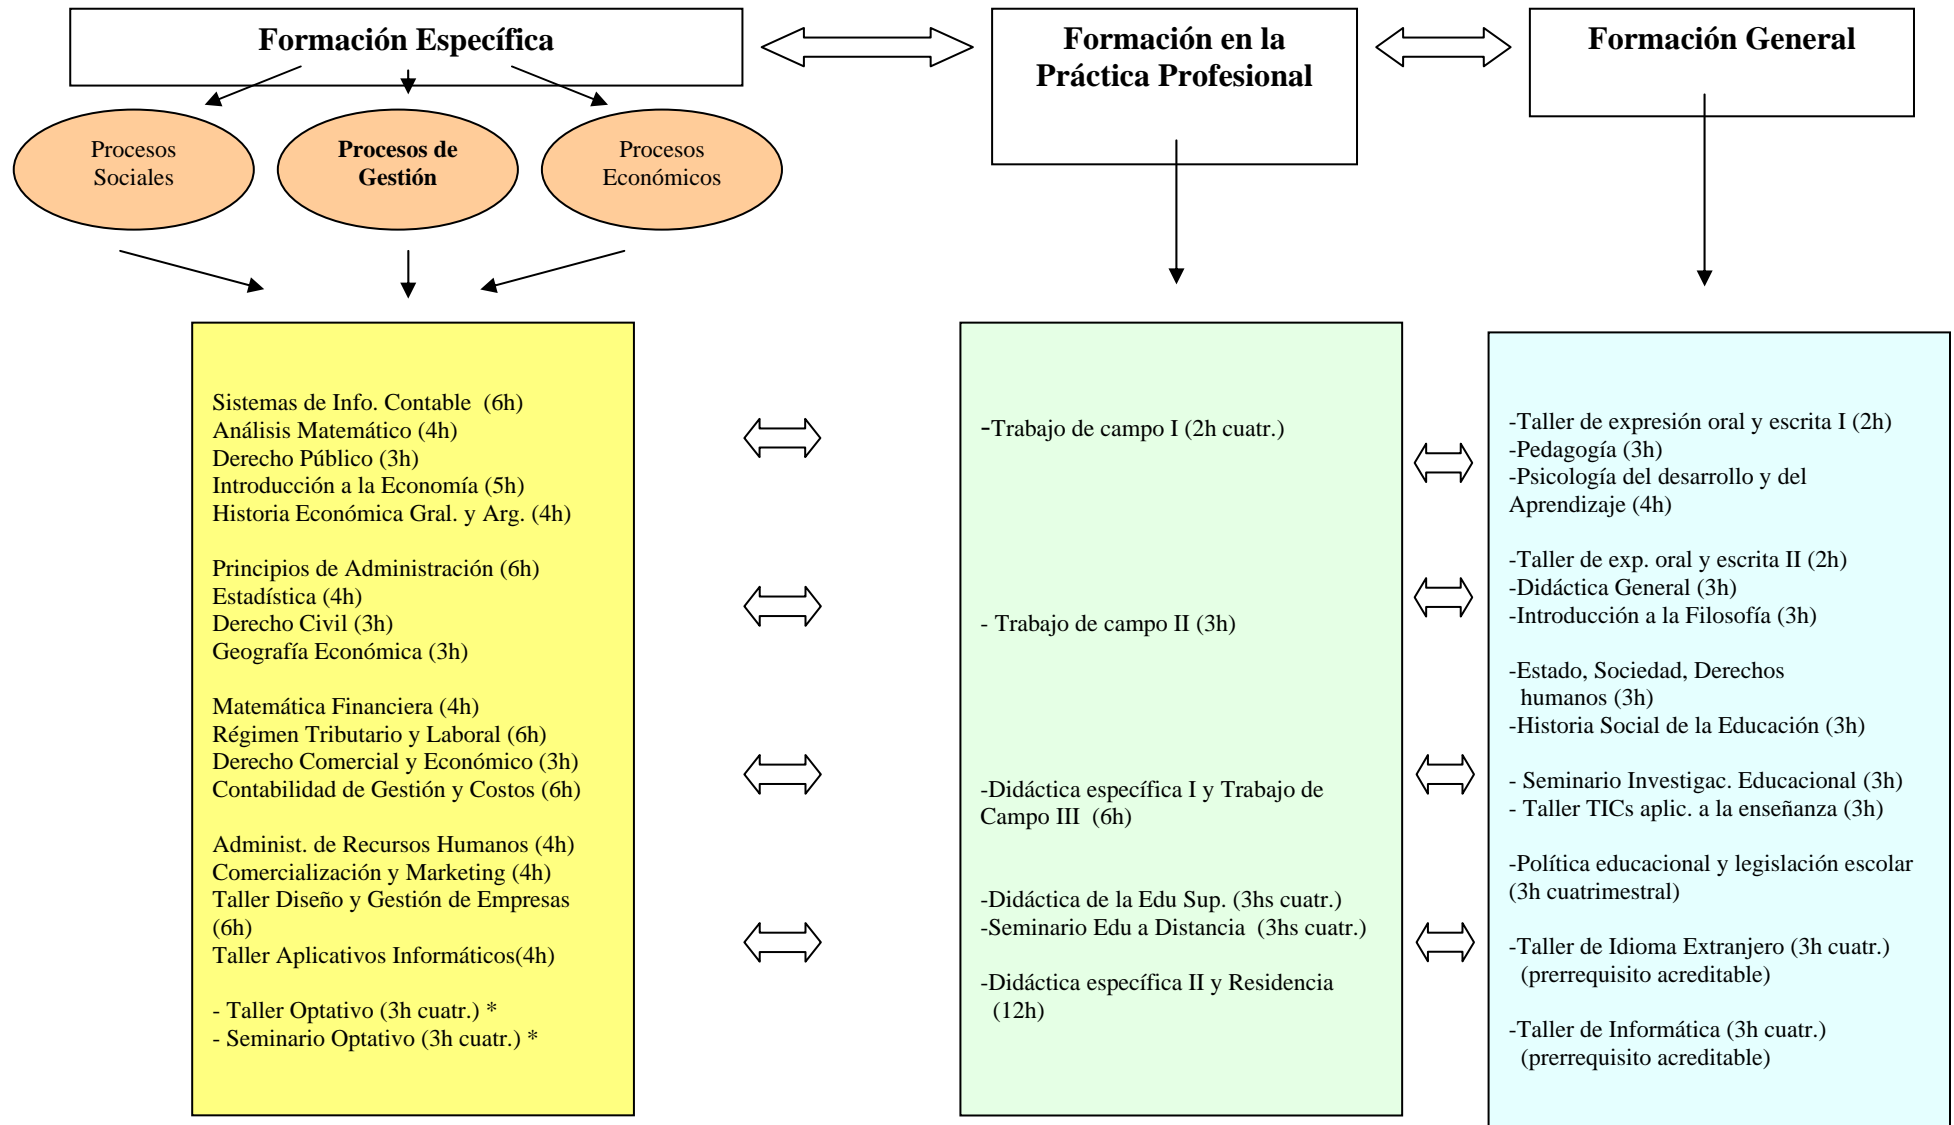 Formación Específica
Formación en la
Práctica Profesional
Formación General
Procesos
Sociales
Procesos de
Gestión
Procesos
Económicos
Sistemas de Info. Contable  (6h)
Análisis Matemático (4h)
Derecho Público (3h)
Introducción a la Economía (5h)
Historia Económica Gral. y Arg. (4h)
Principios de Administración (6h)
Estadística (4h)
Derecho Civil (3h)
Geografía Económica (3h)
Matemática Financiera (4h)
Régimen Tributario y Laboral (6h)
Derecho Comercial y Económico (3h)
Contabilidad de Gestión y Costos (6h)
Administ. de Recursos Humanos (4h)
Comercialización y Marketing (4h)
Taller Diseño y Gestión de Empresas
(6h)
Taller Aplicativos Informáticos(4h)
- Taller Optativo (3h cuatr.) *
- Seminario Optativo (3h cuatr.) *
-Trabajo de campo I (2h cuatr.)
- Trabajo de campo II (3h)
-Didáctica específica I y Trabajo de
Campo III  (6h)
-Didáctica de la Edu Sup. (3hs cuatr.)
-Seminario Edu a Distancia  (3hs cuatr.)
-Didáctica específica II y Residencia
(12h)
-Taller de expresión oral y escrita I (2h)
-Pedagogía (3h)
-Psicología del desarrollo y del
Aprendizaje (4h)
-Taller de exp. oral y escrita II (2h)
-Didáctica General (3h)
-Introducción a la Filosofía (3h)
-Estado, Sociedad, Derechos
humanos (3h)
-Historia Social de la Educación (3h)
- Seminario Investigac. Educacional (3h)
- Taller TICs aplic. a la enseñanza (3h)
-Política educacional y legislación escolar
(3h cuatrimestral)
-Taller de Idioma Extranjero (3h cuatr.)
(prerrequisito acreditable)
-Taller de Informática (3h cuatr.)
(prerrequisito acreditable)